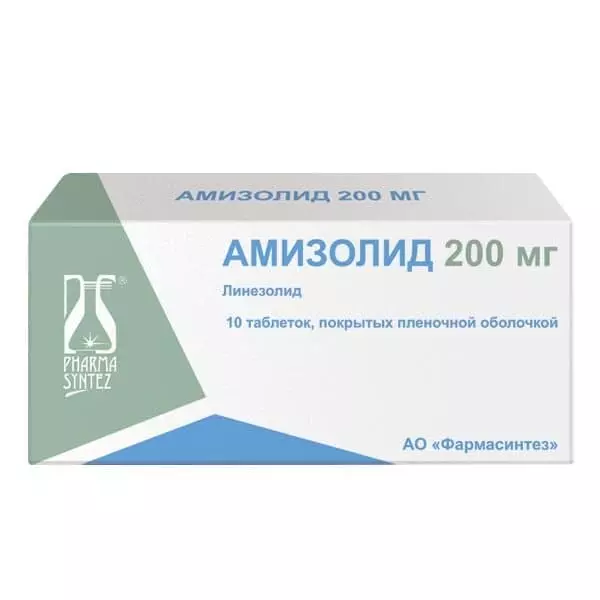 АМИЗОЛИД 200 МГ
АМИЗОЛИД 200 мг
Линезолид
10 таблеток, покрытых пленочной оболочкой
®
PHARMA
SYNTEZ
АО «Фармасинтез»